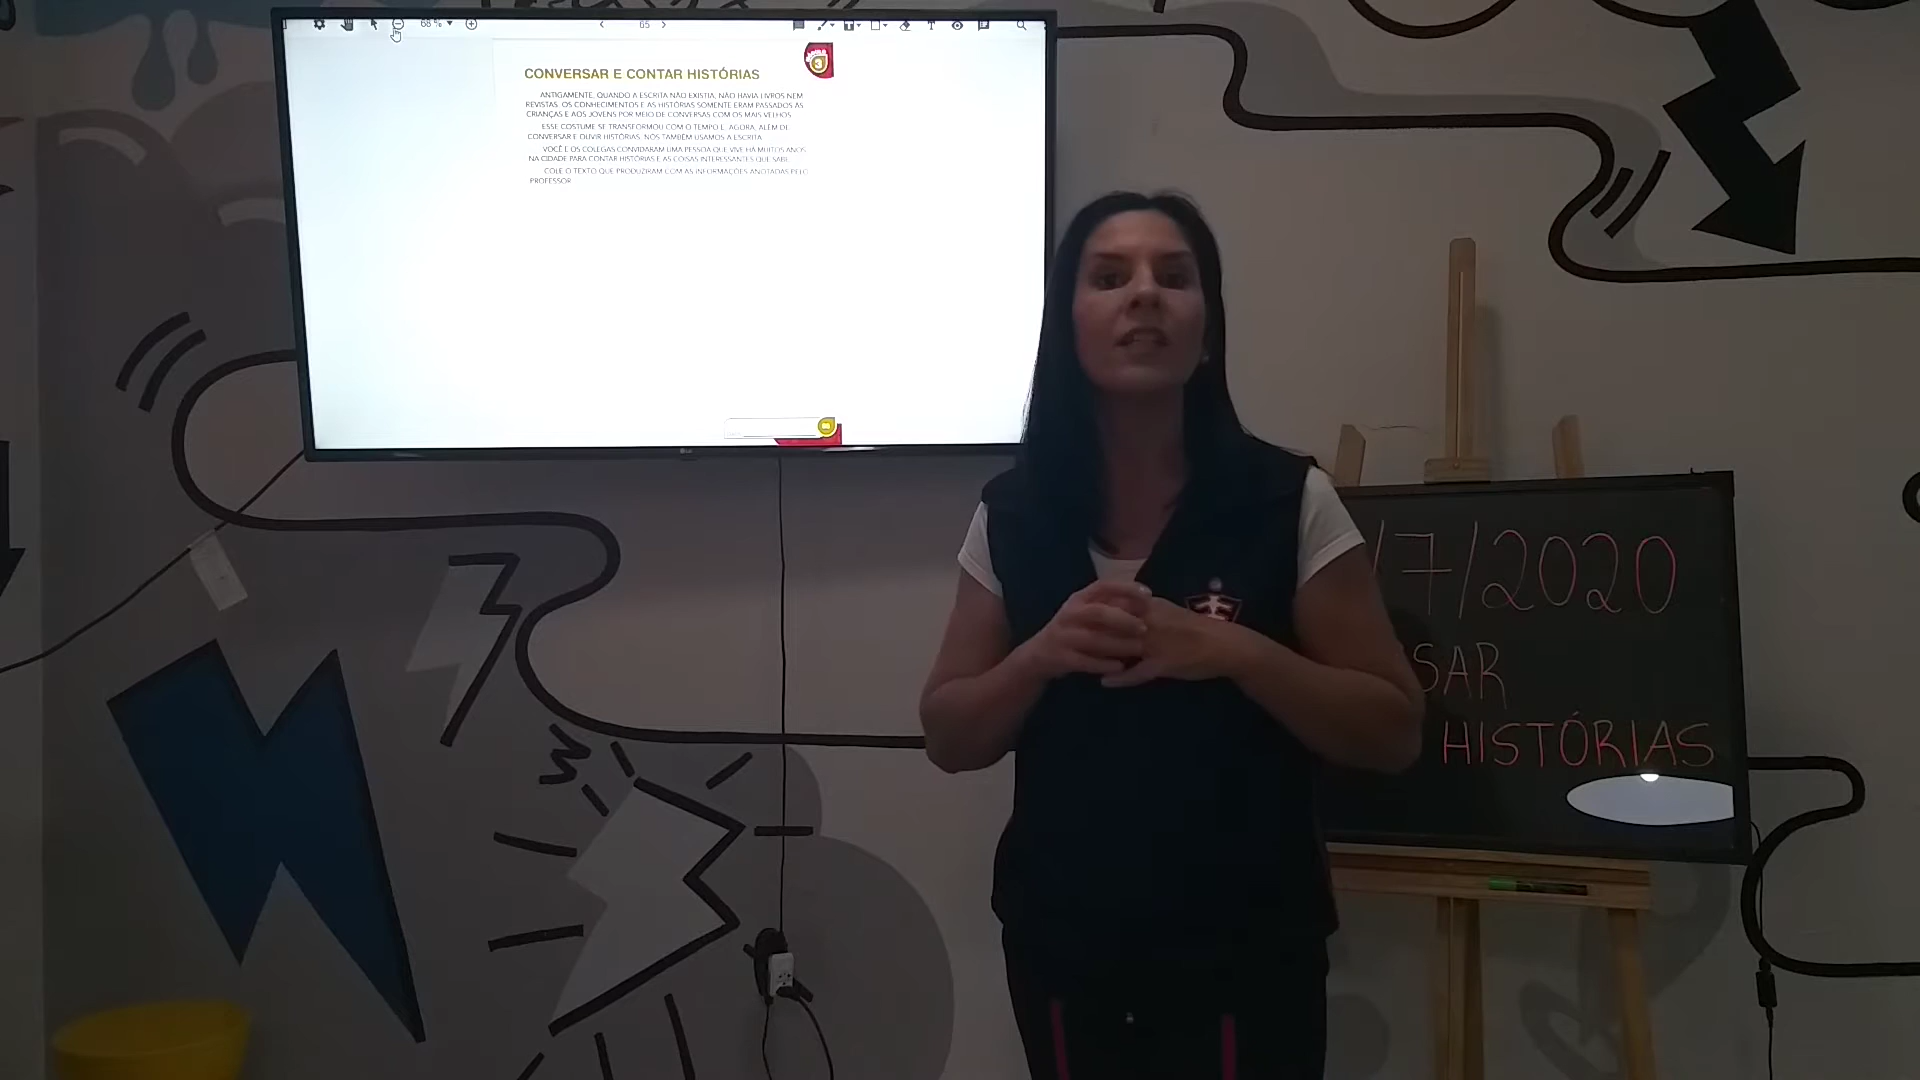 68 %
65
CONVERSAR E CONTAR HISTÓRIAS
3
ANTIGAMENTE, QUANDO A ESCRITA NÃO EXISTIA, NÃO HAVIA LIVROS NEM
REVISTAS. OS CONHECIMENTOS E AS HISTÓRIAS SOMENTE ERAM PASSADOS ÀS
CRIANÇAS E AOS JOVENS POR MEIO DE CONVERSAS COM OS MAIS VELHOS.
ESSE COSTUME SE TRANSFORMOU COM O TEMPO E, AGORA, ALÉM DE
CONVERSAR E OUVIR HISTÓRIAS, NÓS TAMBÉM USAMOS A ESCRITA.
VOCÊ E OS COLEGAS CONVIDARAM UMA PESSOA QUE VIVE HÁ MUITOS ANOS
NA CIDADE PARA CONTAR HISTÓRIAS E AS COISAS INTERESSANTES QUE SABE.
COLE O TEXTO QUE PRODUZIRAM COM AS INFORMAÇÕES ANOTADAS PELO
PROFESSOR.
LG
/7/2020
SAR
HISTÓRIAS